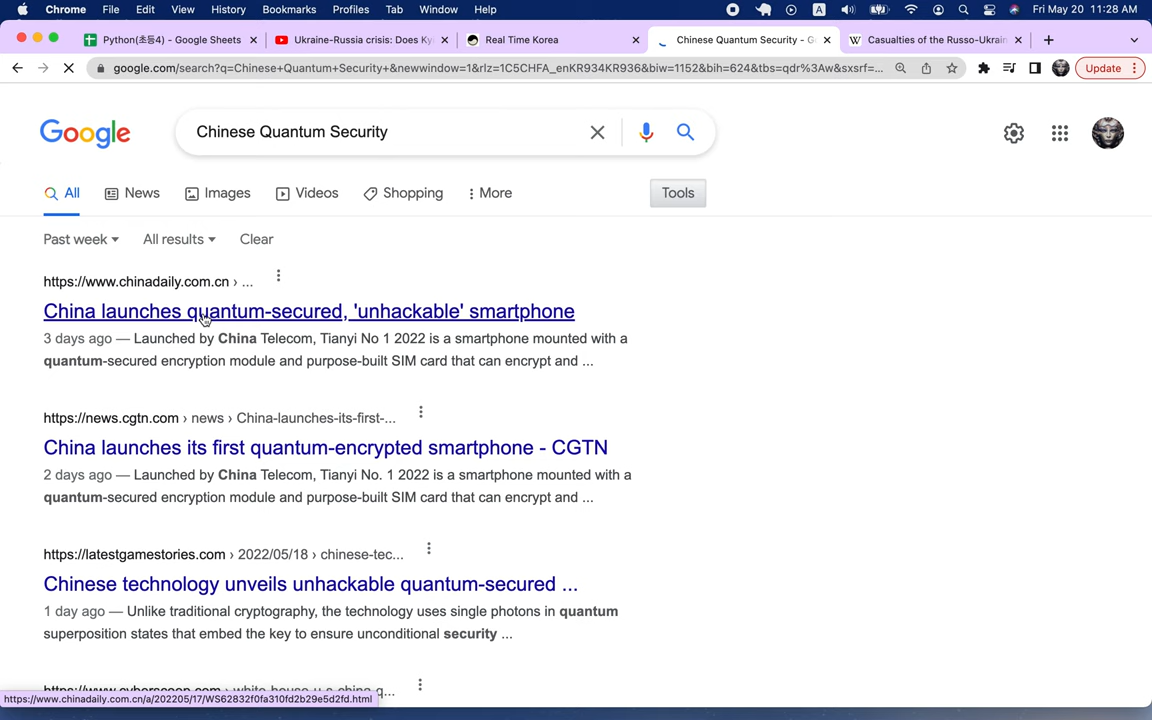 Chrome File Edit View History Bookmarks Profiles Tab Window Help A Fri May 20 11:28 AM
Python(초등4) - Google Sheets Ukraine-Russia crisis: Does Ky Real Time Korea Chinese Quantum Security - G Casualties of the Russo-Ukrain
google.com/search?q=Chinese+Quantum+Security+&newwindow=1&rlz=1C5CHFA_enKR934KR936&biw=1152&bih=624&tbs=qdr%3Aw&sxsrf=... Update
Google Chinese Quantum Security
All News Images Videos Shopping More Tools
Past week All results Clear
https://www.chinadaily.com.cn › ...
China launches quantum-secured, 'unhackable' smartphone
3 days ago — Launched by China Telecom, Tianyi No 1 2022 is a smartphone mounted with a
quantum-secured encryption module and purpose-built SIM card that can encrypt and ...
https://news.cgtn.com › news › China-launches-its-first-...
China launches its first quantum-encrypted smartphone - CGTN
2 days ago — Launched by China Telecom, Tianyi No. 1 2022 is a smartphone mounted with a
quantum-secured encryption module and purpose-built SIM card that can encrypt and ...
https://latestgamestories.com › 2022/05/18 › chinese-tec...
Chinese technology unveils unhackable quantum-secured ...
1 day ago — Unlike traditional cryptography, the technology uses single photons in quantum
superposition states that embed the key to ensure unconditional security ...
https://www.cyberscoop.com › white-house-u-s-china-q...
https://www.chinadaily.com.cn/a/202205/17/WS62832f0fa310fd2b29e5d2fd.html